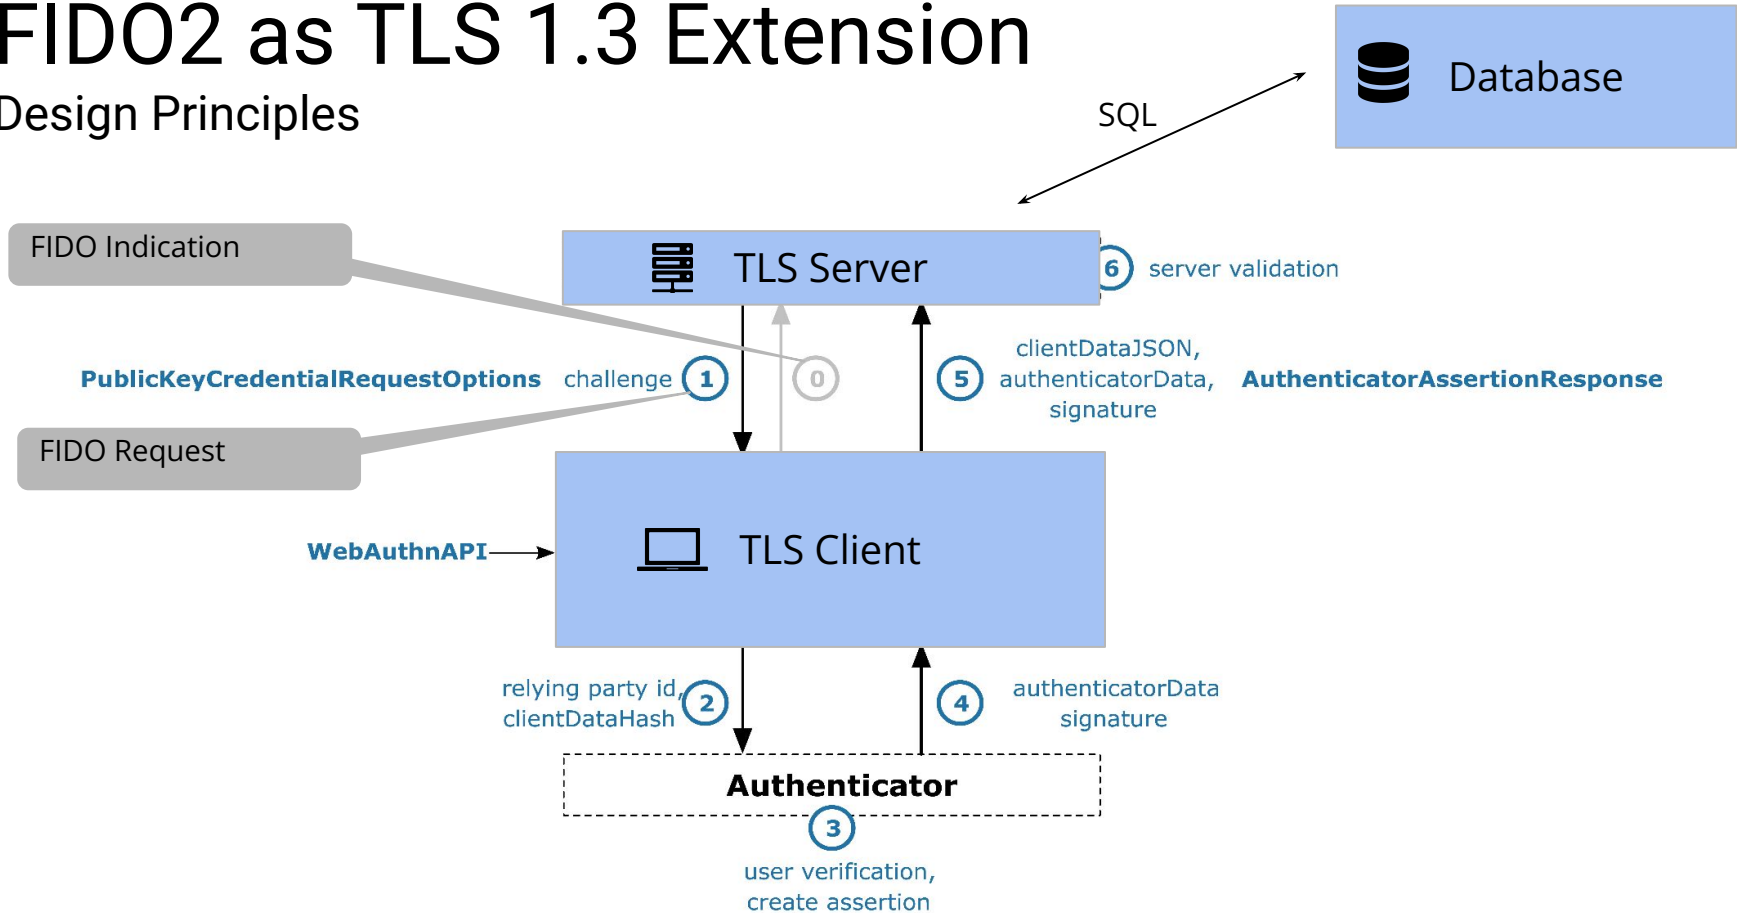 FIDO2 as TLS 1.3 Extension
Design Principles
Database
SQL
FIDO Indication
TLS Server
6 server validation
PublicKeyCredentialRequestOptions challenge 1
0
5
clientDataJSON,
authenticatorData,
signature
AuthenticatorAssertionResponse
FIDO Request
WebAuthnAPI
TLS Client
relying party id,
clientDataHash
2
4
authenticatorData
signature
Authenticator
3
user verification,
create assertion